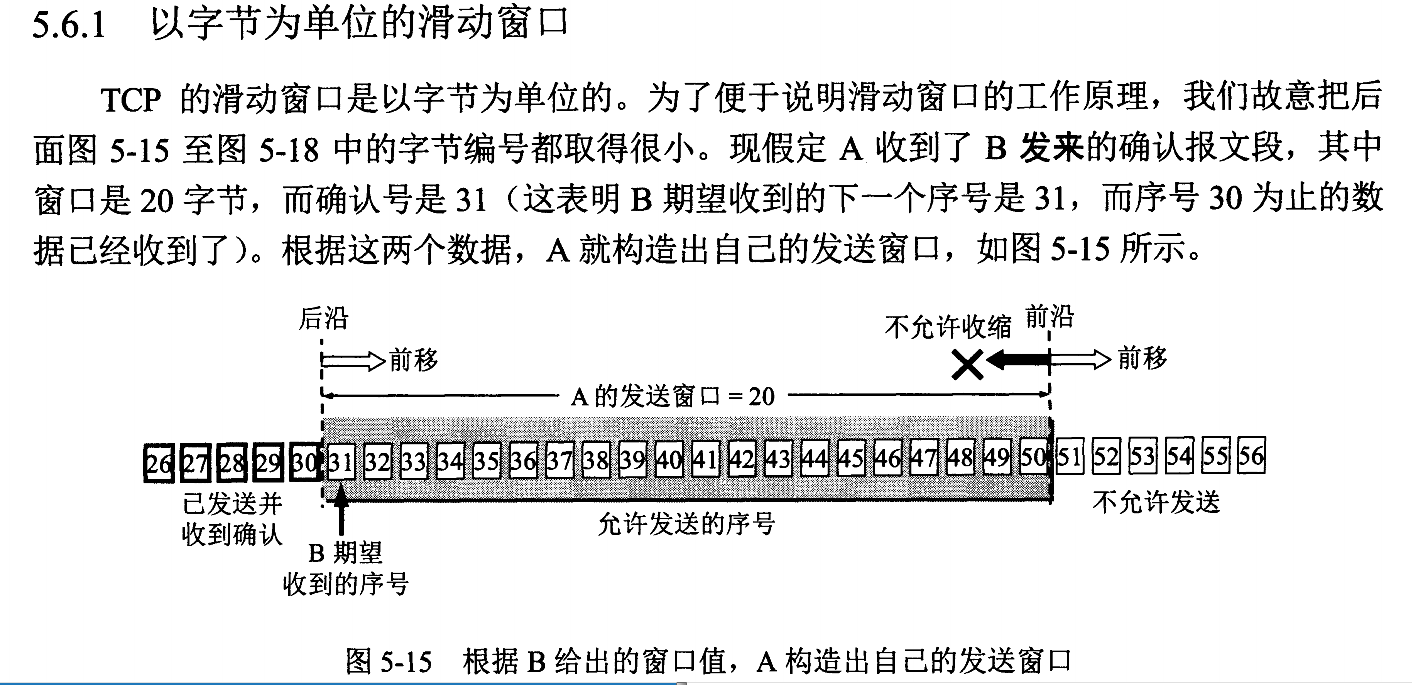 5.6.1 以字节为单位的滑动窗口
TCP 的滑动窗口是以字节为单位的。为了便于说明滑动窗口的工作原理，我们故意把后
面图 5-15 至图 5-18 中的字节编号都取得很小。现假定 A 收到了 B 发来的确认报文段，其中
窗口是 20 字节，而确认号是 31（这表明 B 期望收到的下一个序号是 31，而序号 30 为止的数
据已经收到了）。根据这两个数据，A 就构造出自己的发送窗口，如图 5-15 所示。
后沿
不允许收缩 前沿
前移
前移
A 的发送窗口 = 20
26 27 28 29 30 31 32 33 34 35 36 37 38 39 40 41 42 43 44 45 46 47 48 49 50 51 52 53 54 55 56
已发送并
收到确认
B 期望
收到的序号
允许发送的序号
不允许发送
图 5-15 根据 B 给出的窗口值，A 构造出自己的发送窗口